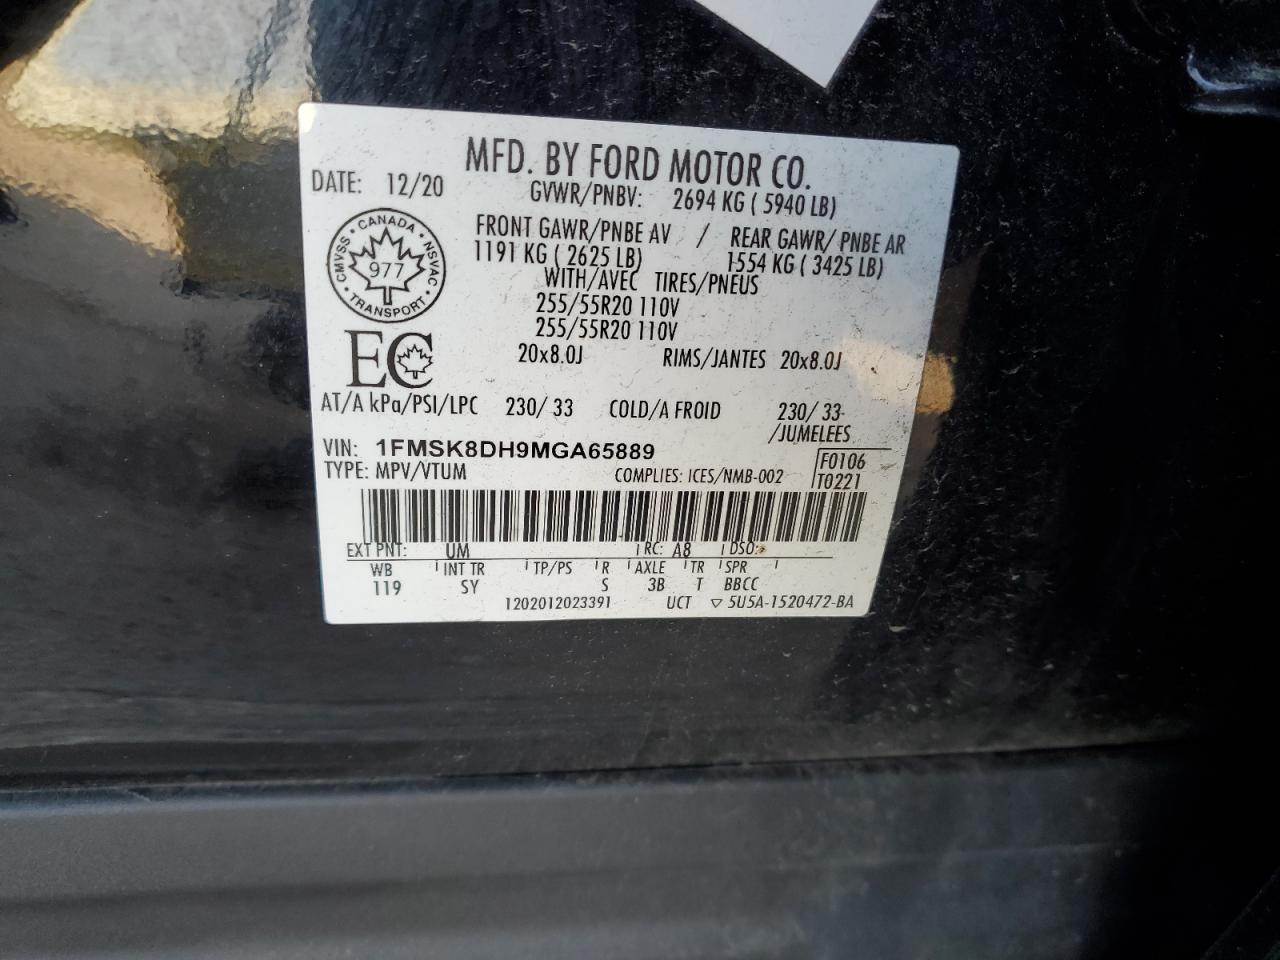 MFD. BY FORD MOTOR CO.
DATE: 12/20
GVWR/PNBV: 2694 KG ( 5940 LB)
FRONT GAWR/PNBE AV / REAR GAWR/ PNBE AR
1191 KG ( 2625 LB) 1554 KG ( 3425 LB)
WITH/AVEC TIRES/PNEUS
255/55R20 110V
255/55R20 110V
20x8.0J RIMS/JANTES 20x8.0J
CANADA
CMVSS NSVAC
977
TRANSPORT
EC
AT/A kPa/PSI/LPC 230/ 33 COLD/A FROID 230/ 33
/JUMELEES
VIN: 1FMSK8DH9MGA65889
TYPE: MPV/VTUM COMPLIES: ICES/NMB-002
F0106
T0221
EXT PNT: UM RC: A8 DSO:
WB INT TR TP/PS R AXLE TR SPR
119 SY S 3B T BBCC
1202012023391 UCT ▽ 5U5A-1520472-BA